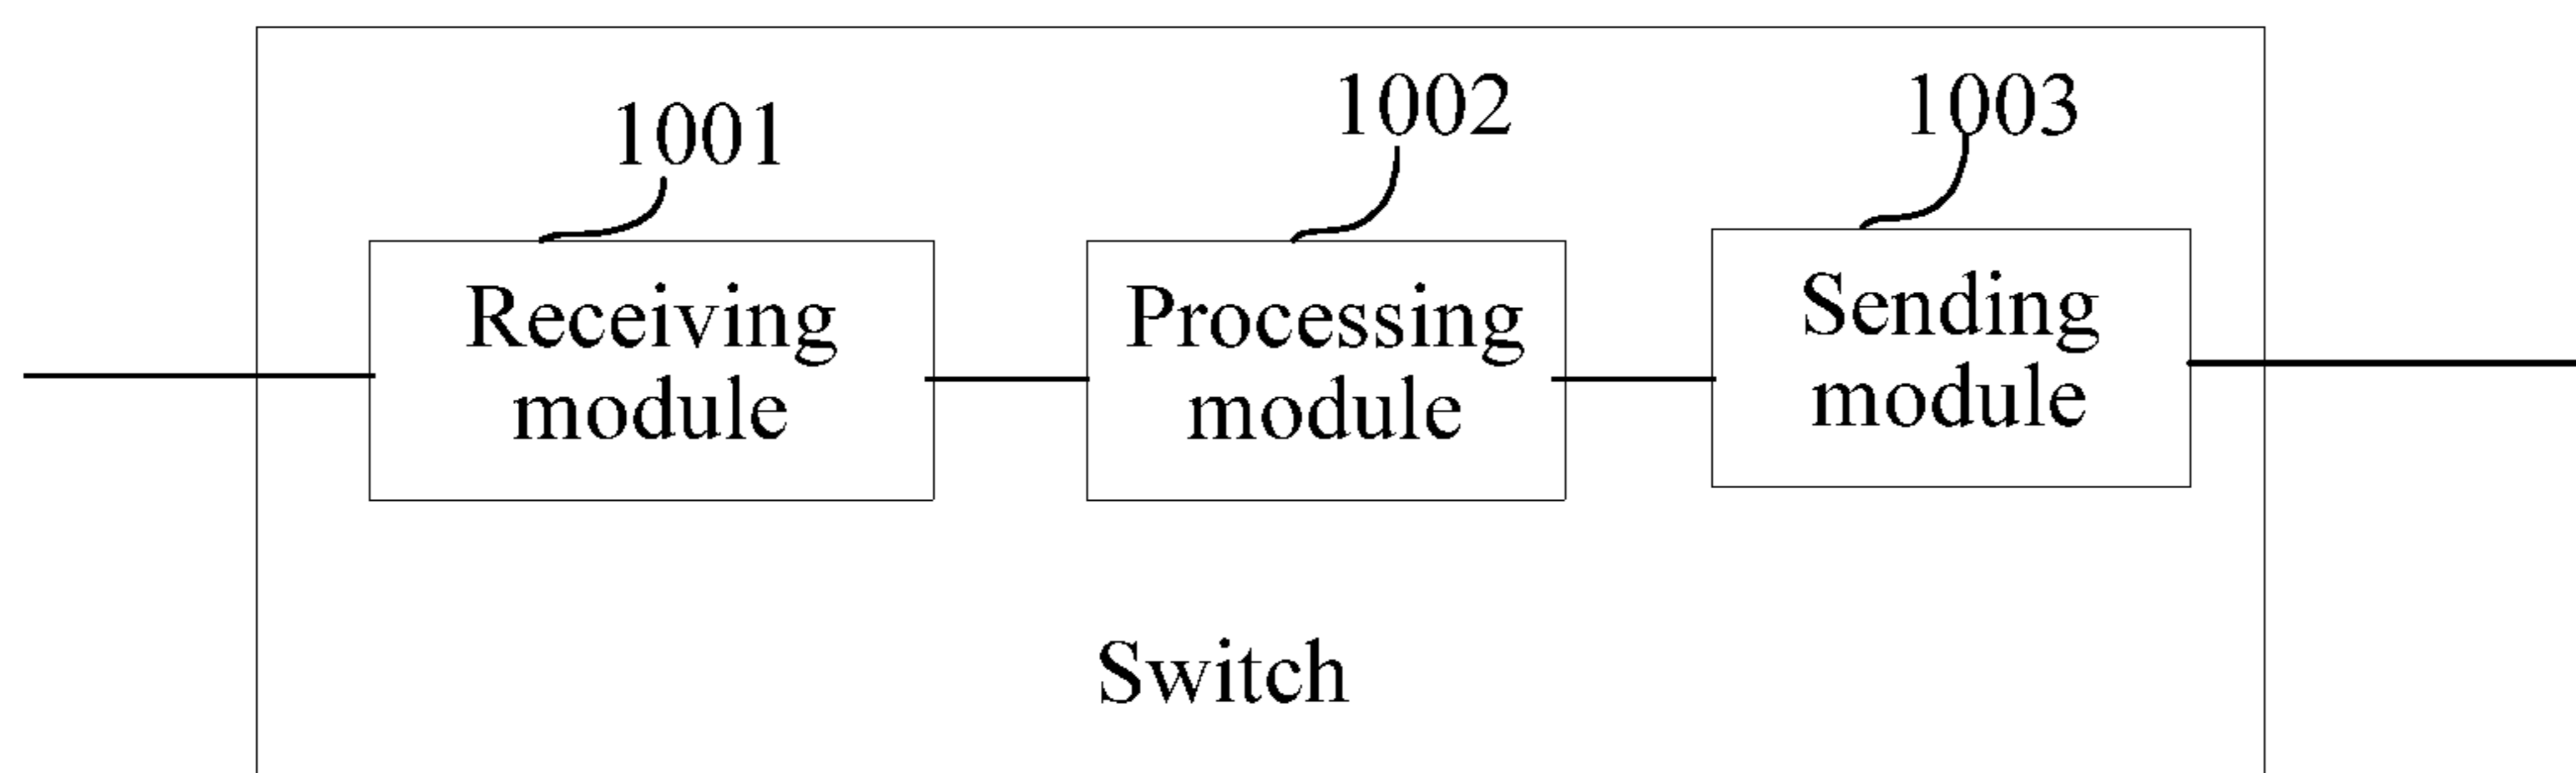 1001
1002
1003
Receiving
module
Processing
module
Sending
module
Switch